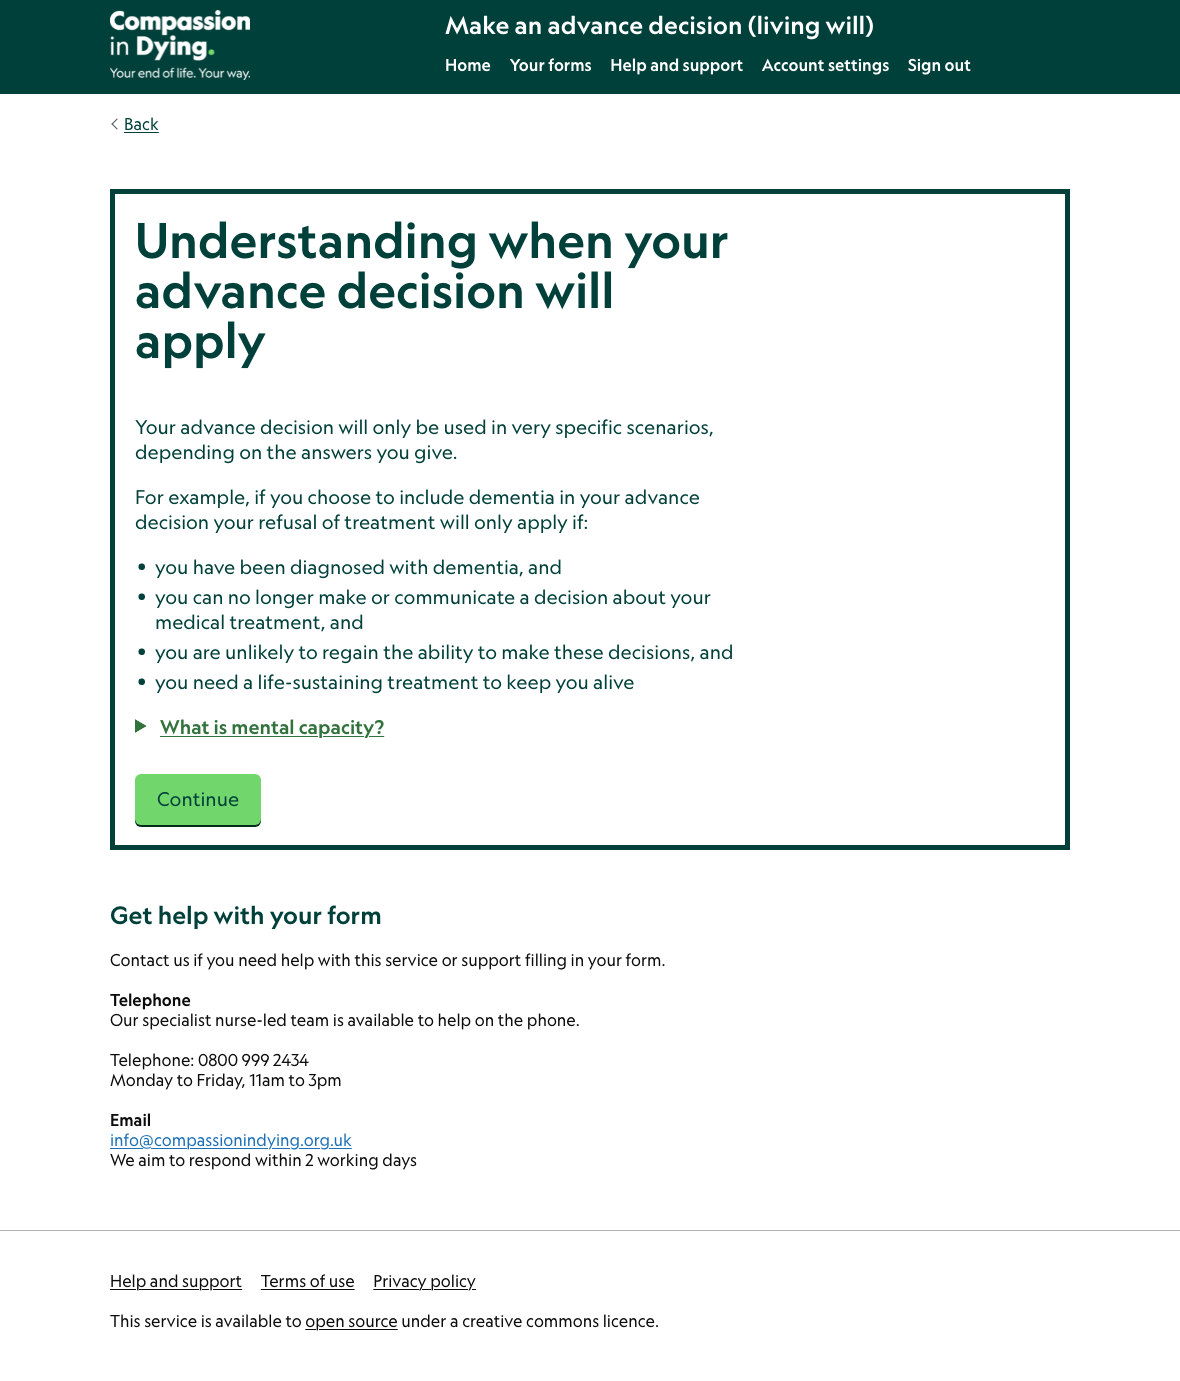 Compassion
in Dying.
Your end of life. Your way.
Make an advance decision (living will)
Home Your forms Help and support Account settings Sign out
Back
Understanding when your
advance decision will
apply
Your advance decision will only be used in very specific scenarios,
depending on the answers you give.
For example, if you choose to include dementia in your advance
decision your refusal of treatment will only apply if:
• you have been diagnosed with dementia, and
• you can no longer make or communicate a decision about your
medical treatment, and
• you are unlikely to regain the ability to make these decisions, and
• you need a life-sustaining treatment to keep you alive
What is mental capacity?
Continue
Get help with your form
Contact us if you need help with this service or support filling in your form.
Telephone
Our specialist nurse-led team is available to help on the phone.
Telephone: 0800 999 2434
Monday to Friday, 11am to 3pm
Email
info@compassionindying.org.uk
We aim to respond within 2 working days
Help and support Terms of use Privacy policy
This service is available to open source under a creative commons licence.